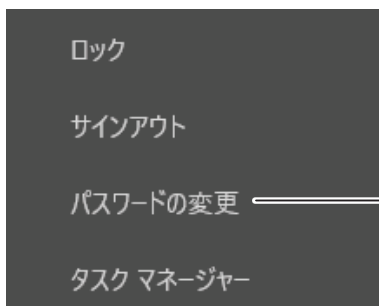 ロック
サインアウト
パスワードの変更
タスク マネージャー